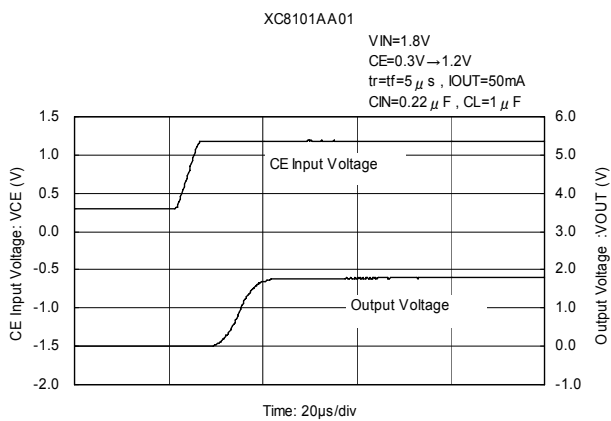 XC8101AA01
VIN=1.8V
CE=0.3V→1.2V
tr=tf=5μs , IOUT=50mA
CIN=0.22μF , CL=1μF
CE Input Voltage: VCE (V)
1.5
1.0
0.5
0.0
-0.5
-1.0
-1.5
-2.0
CE Input Voltage
Output Voltage
6.0
5.0
4.0
3.0
2.0
1.0
0.0
-1.0
Output Voltage :VOUT (V)
Time: 20μs/div